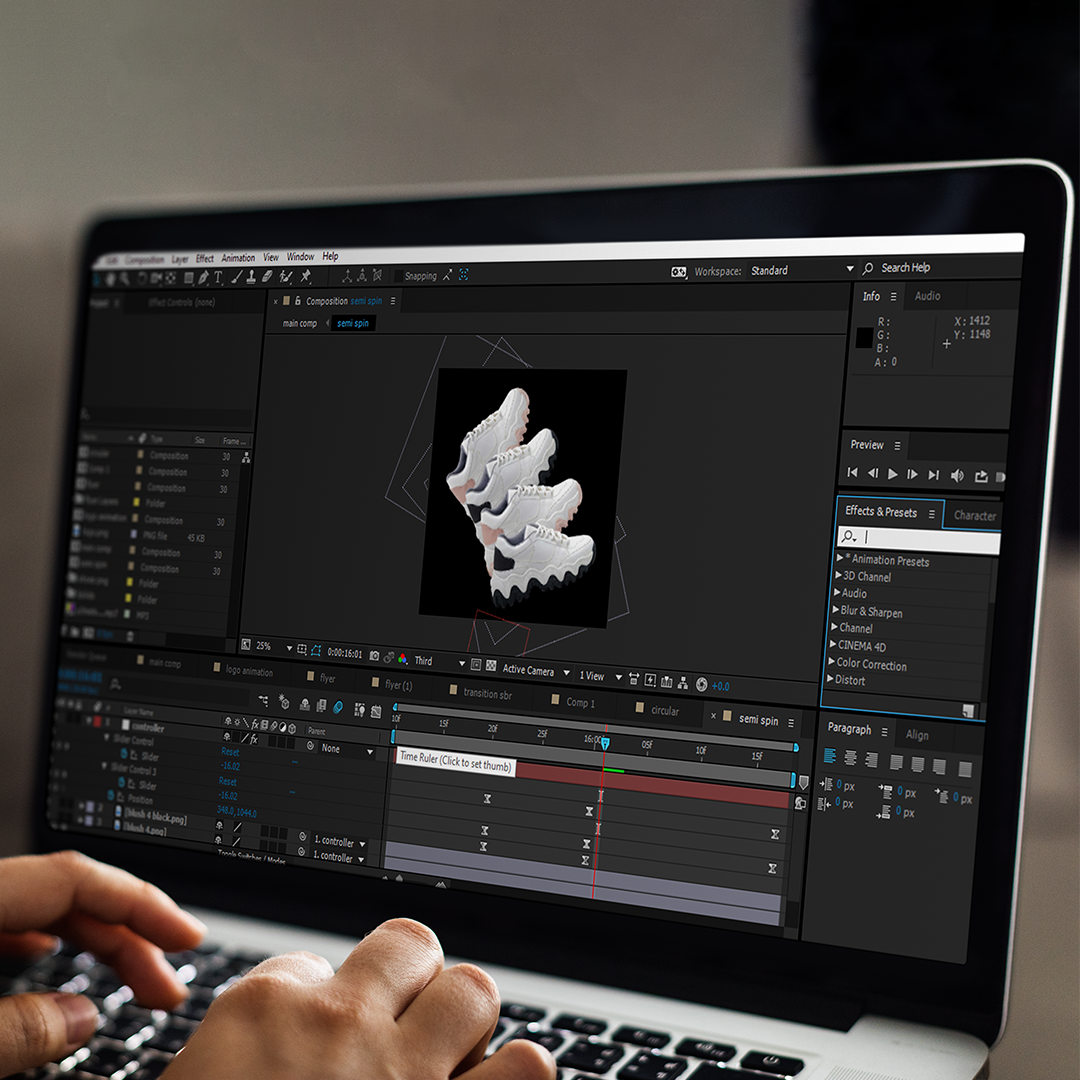 Edit Composition Layer Effect Animation View Window Help
Snapping
Workspace: Standard
Search Help
Project
Effect Controls (none)
Composition semi spin
main comp
semi spin
Info
Audio
R:
G:
B:
A: 0
X: 1412
Y: 1148
Name
Type
Size
Frame ...
Composition
30
Composition
30
Composition
30
Folder
Composition
30
PNG file
45 KB
Composition
30
Composition
30
Folder
Folder
MP3
Preview
Effects & Presets
Character
* Animation Presets
3D Channel
Audio
Blur & Sharpen
Channel
CINEMA 4D
Color Correction
Distort
25%
0:00:16:01
Third
Active Camera
1 View
+0.0
Render Queue
main comp
logo animation
flyer
flyer (1)
transition sbr
Comp 1
circular
semi spin
Layer Name
Parent
controller
None
Slider Control
Reset
Slider
-16.02
Slider Control 3
Reset
Slider
-16.02
Position
348.0,1044.0
[blush 4 black.png]
1. controller
[blush 4.png]
1. controller
Toggle Switches / Modes
10f
15f
20f
25f
16:00f
05f
10f
15f
Time Ruler (Click to set thumb)
Paragraph
Align
0 px
0 px
0 px
0 px
0 px